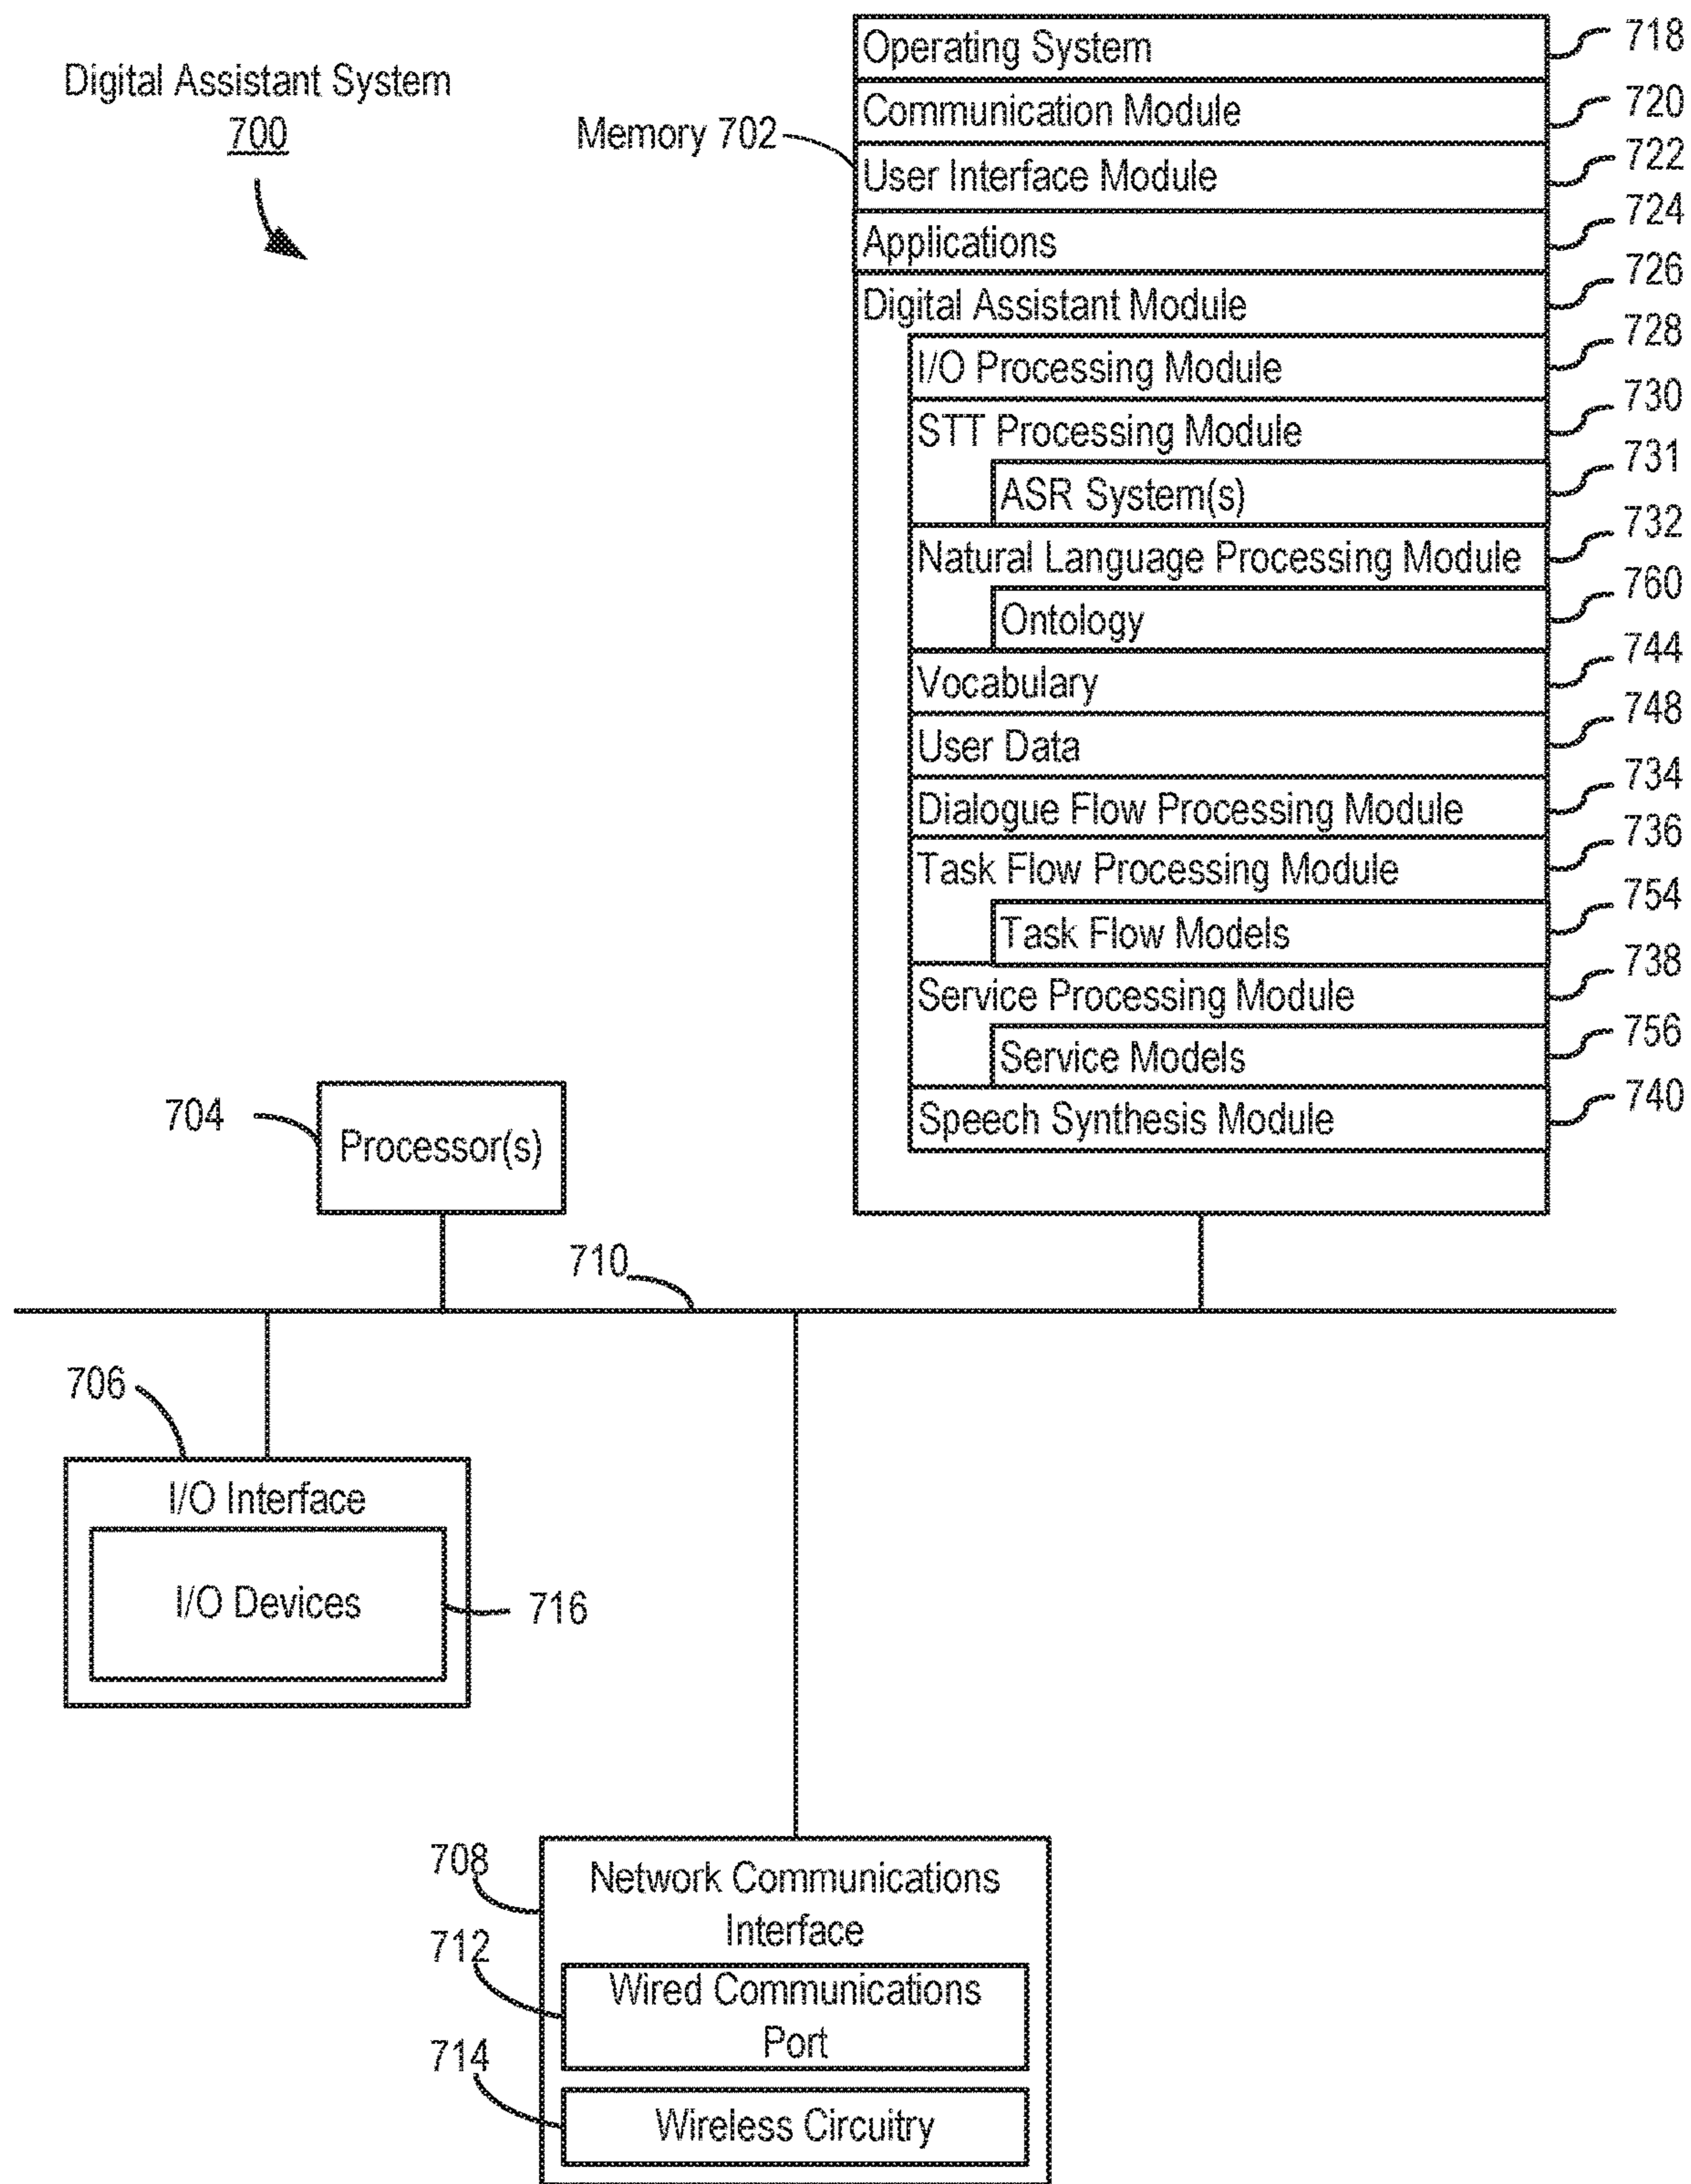 Digital Assistant System
700
Memory 702
Operating System
718
Communication Module
720
User Interface Module
722
Applications
724
Digital Assistant Module
726
I/O Processing Module
728
STT Processing Module
730
ASR System(s)
731
Natural Language Processing Module
732
Ontology
760
Vocabulary
744
User Data
748
Dialogue Flow Processing Module
734
Task Flow Processing Module
736
Task Flow Models
754
Service Processing Module
738
Service Models
756
Speech Synthesis Module
740
704
Processor(s)
710
706
I/O Interface
I/O Devices
716
708
Network Communications
Interface
712
Wired Communications
Port
714
Wireless Circuitry